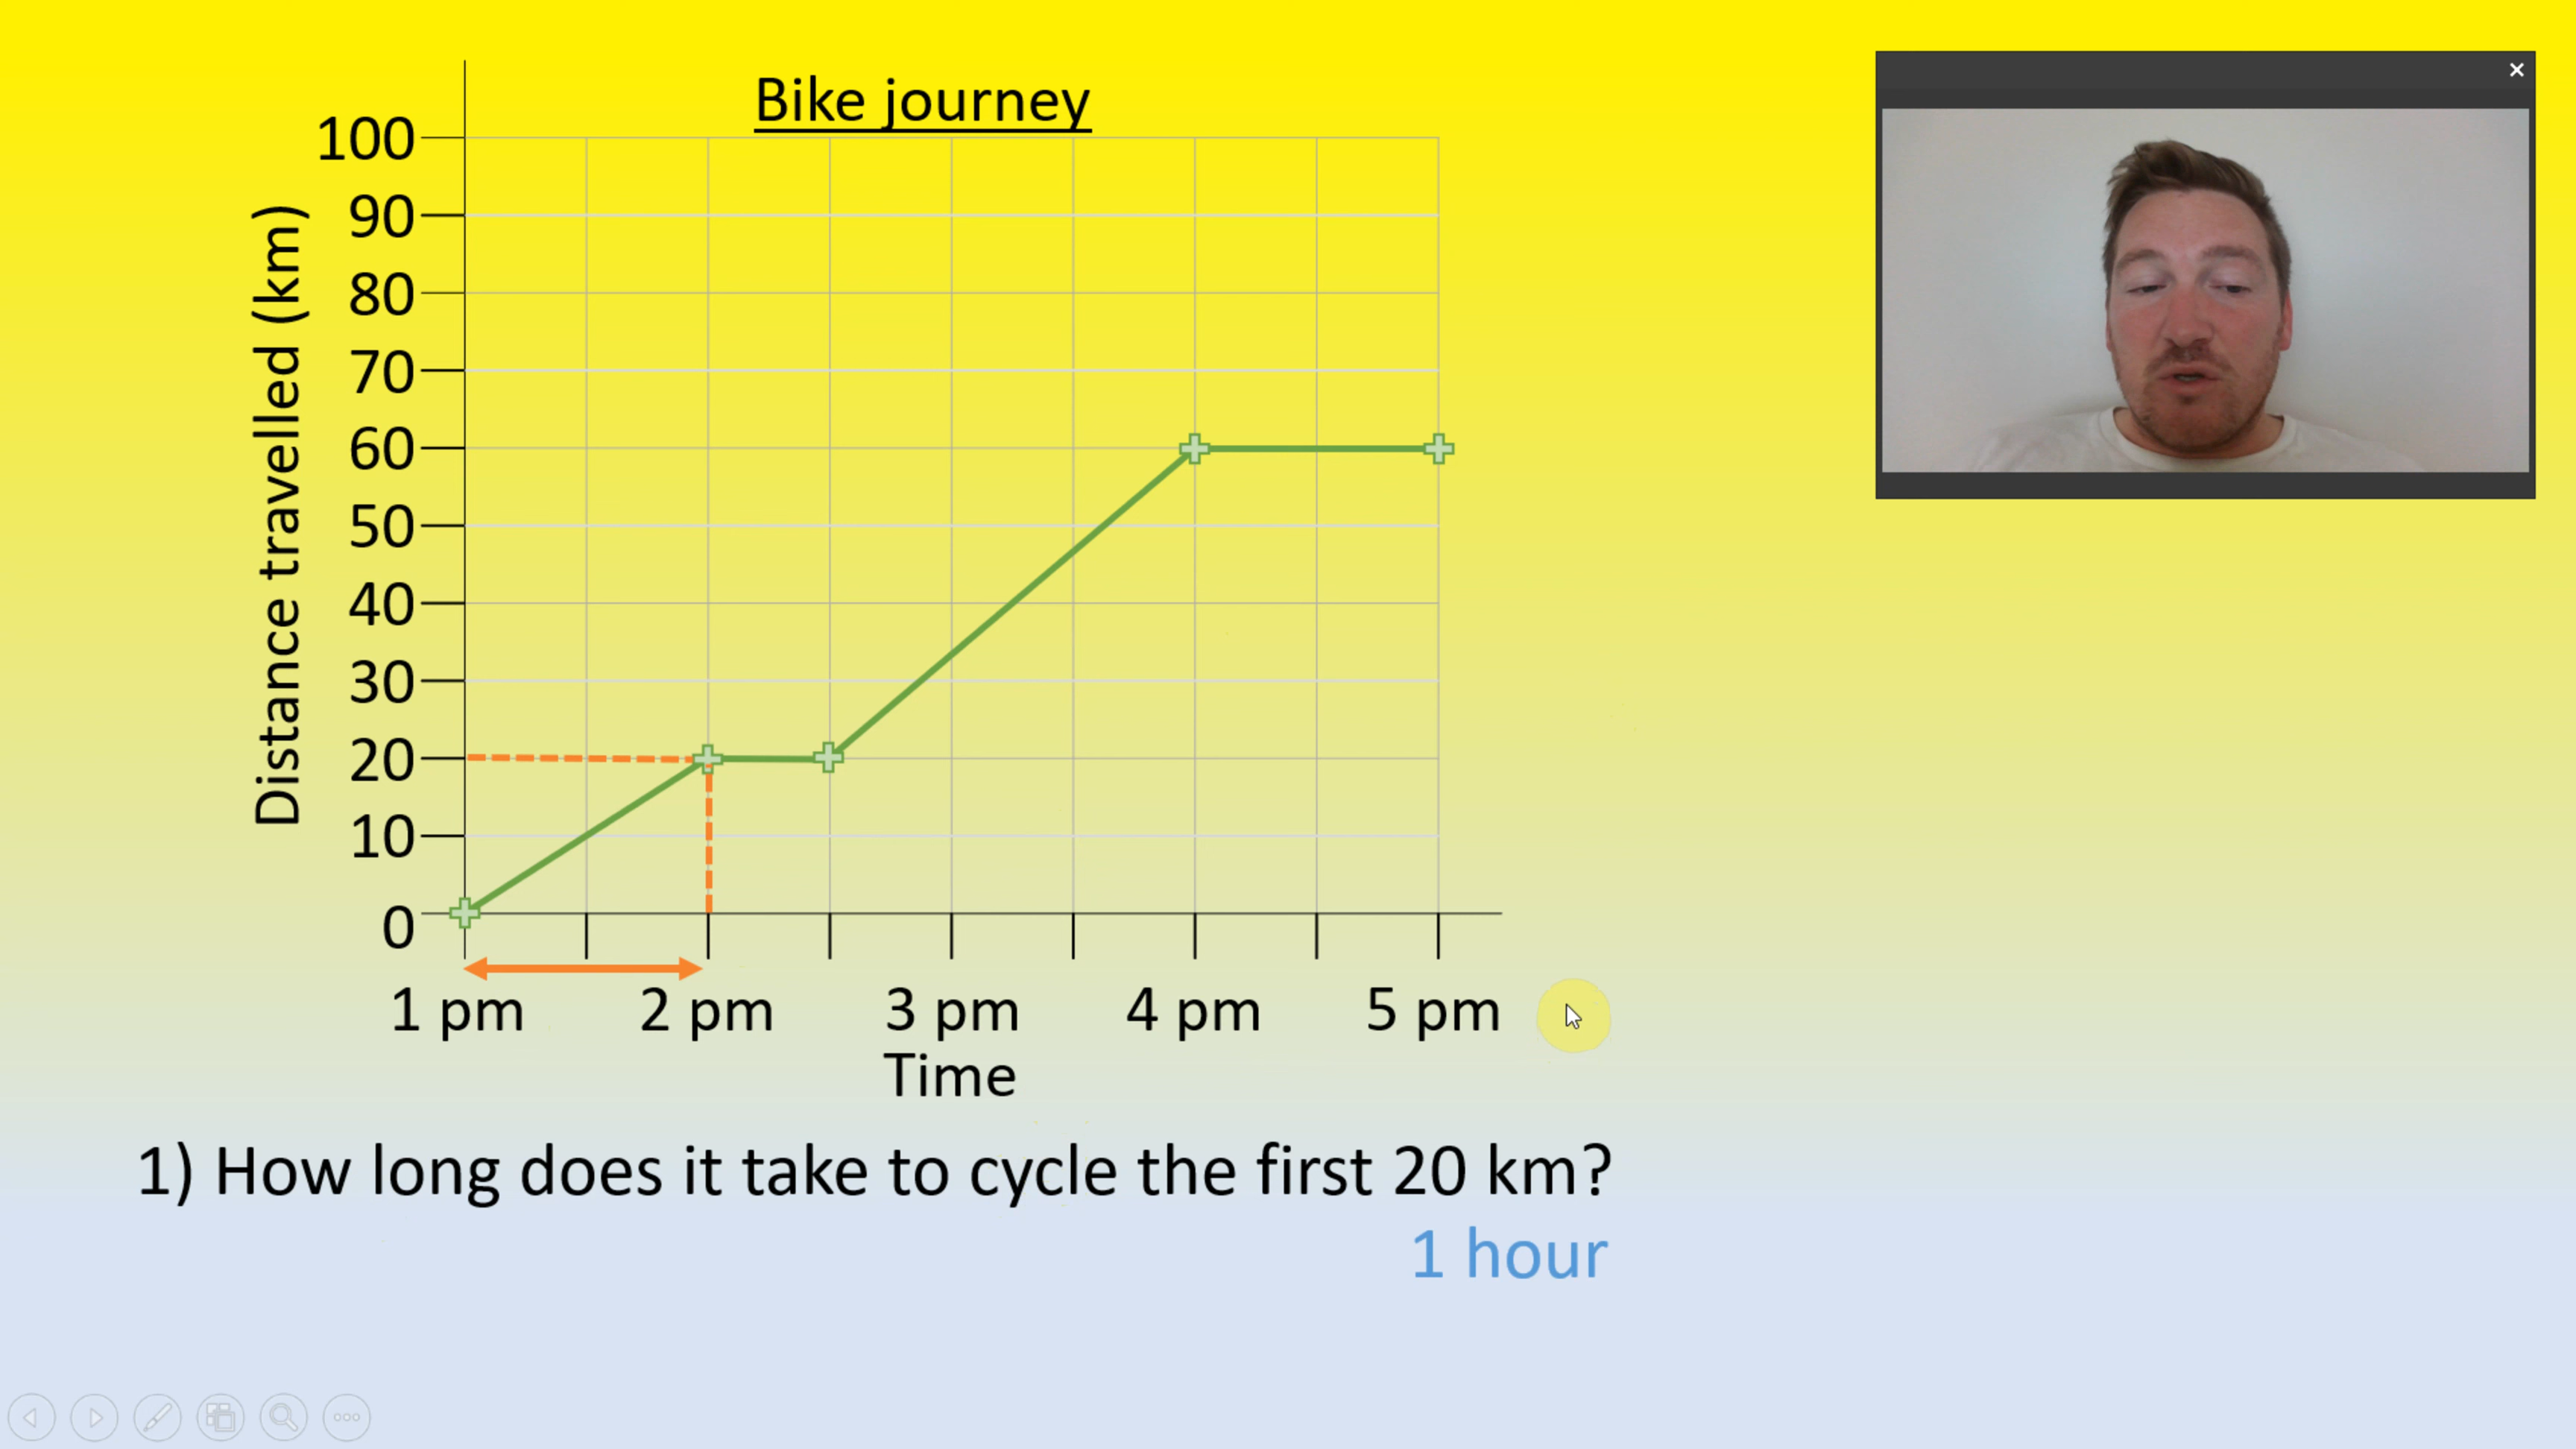 Bike journey
Distance travelled (km)
100
90
80
70
60
50
40
30
20
10
0
1 pm 2 pm 3 pm 4 pm 5 pm
Time
1) How long does it take to cycle the first 20 km?
1 hour